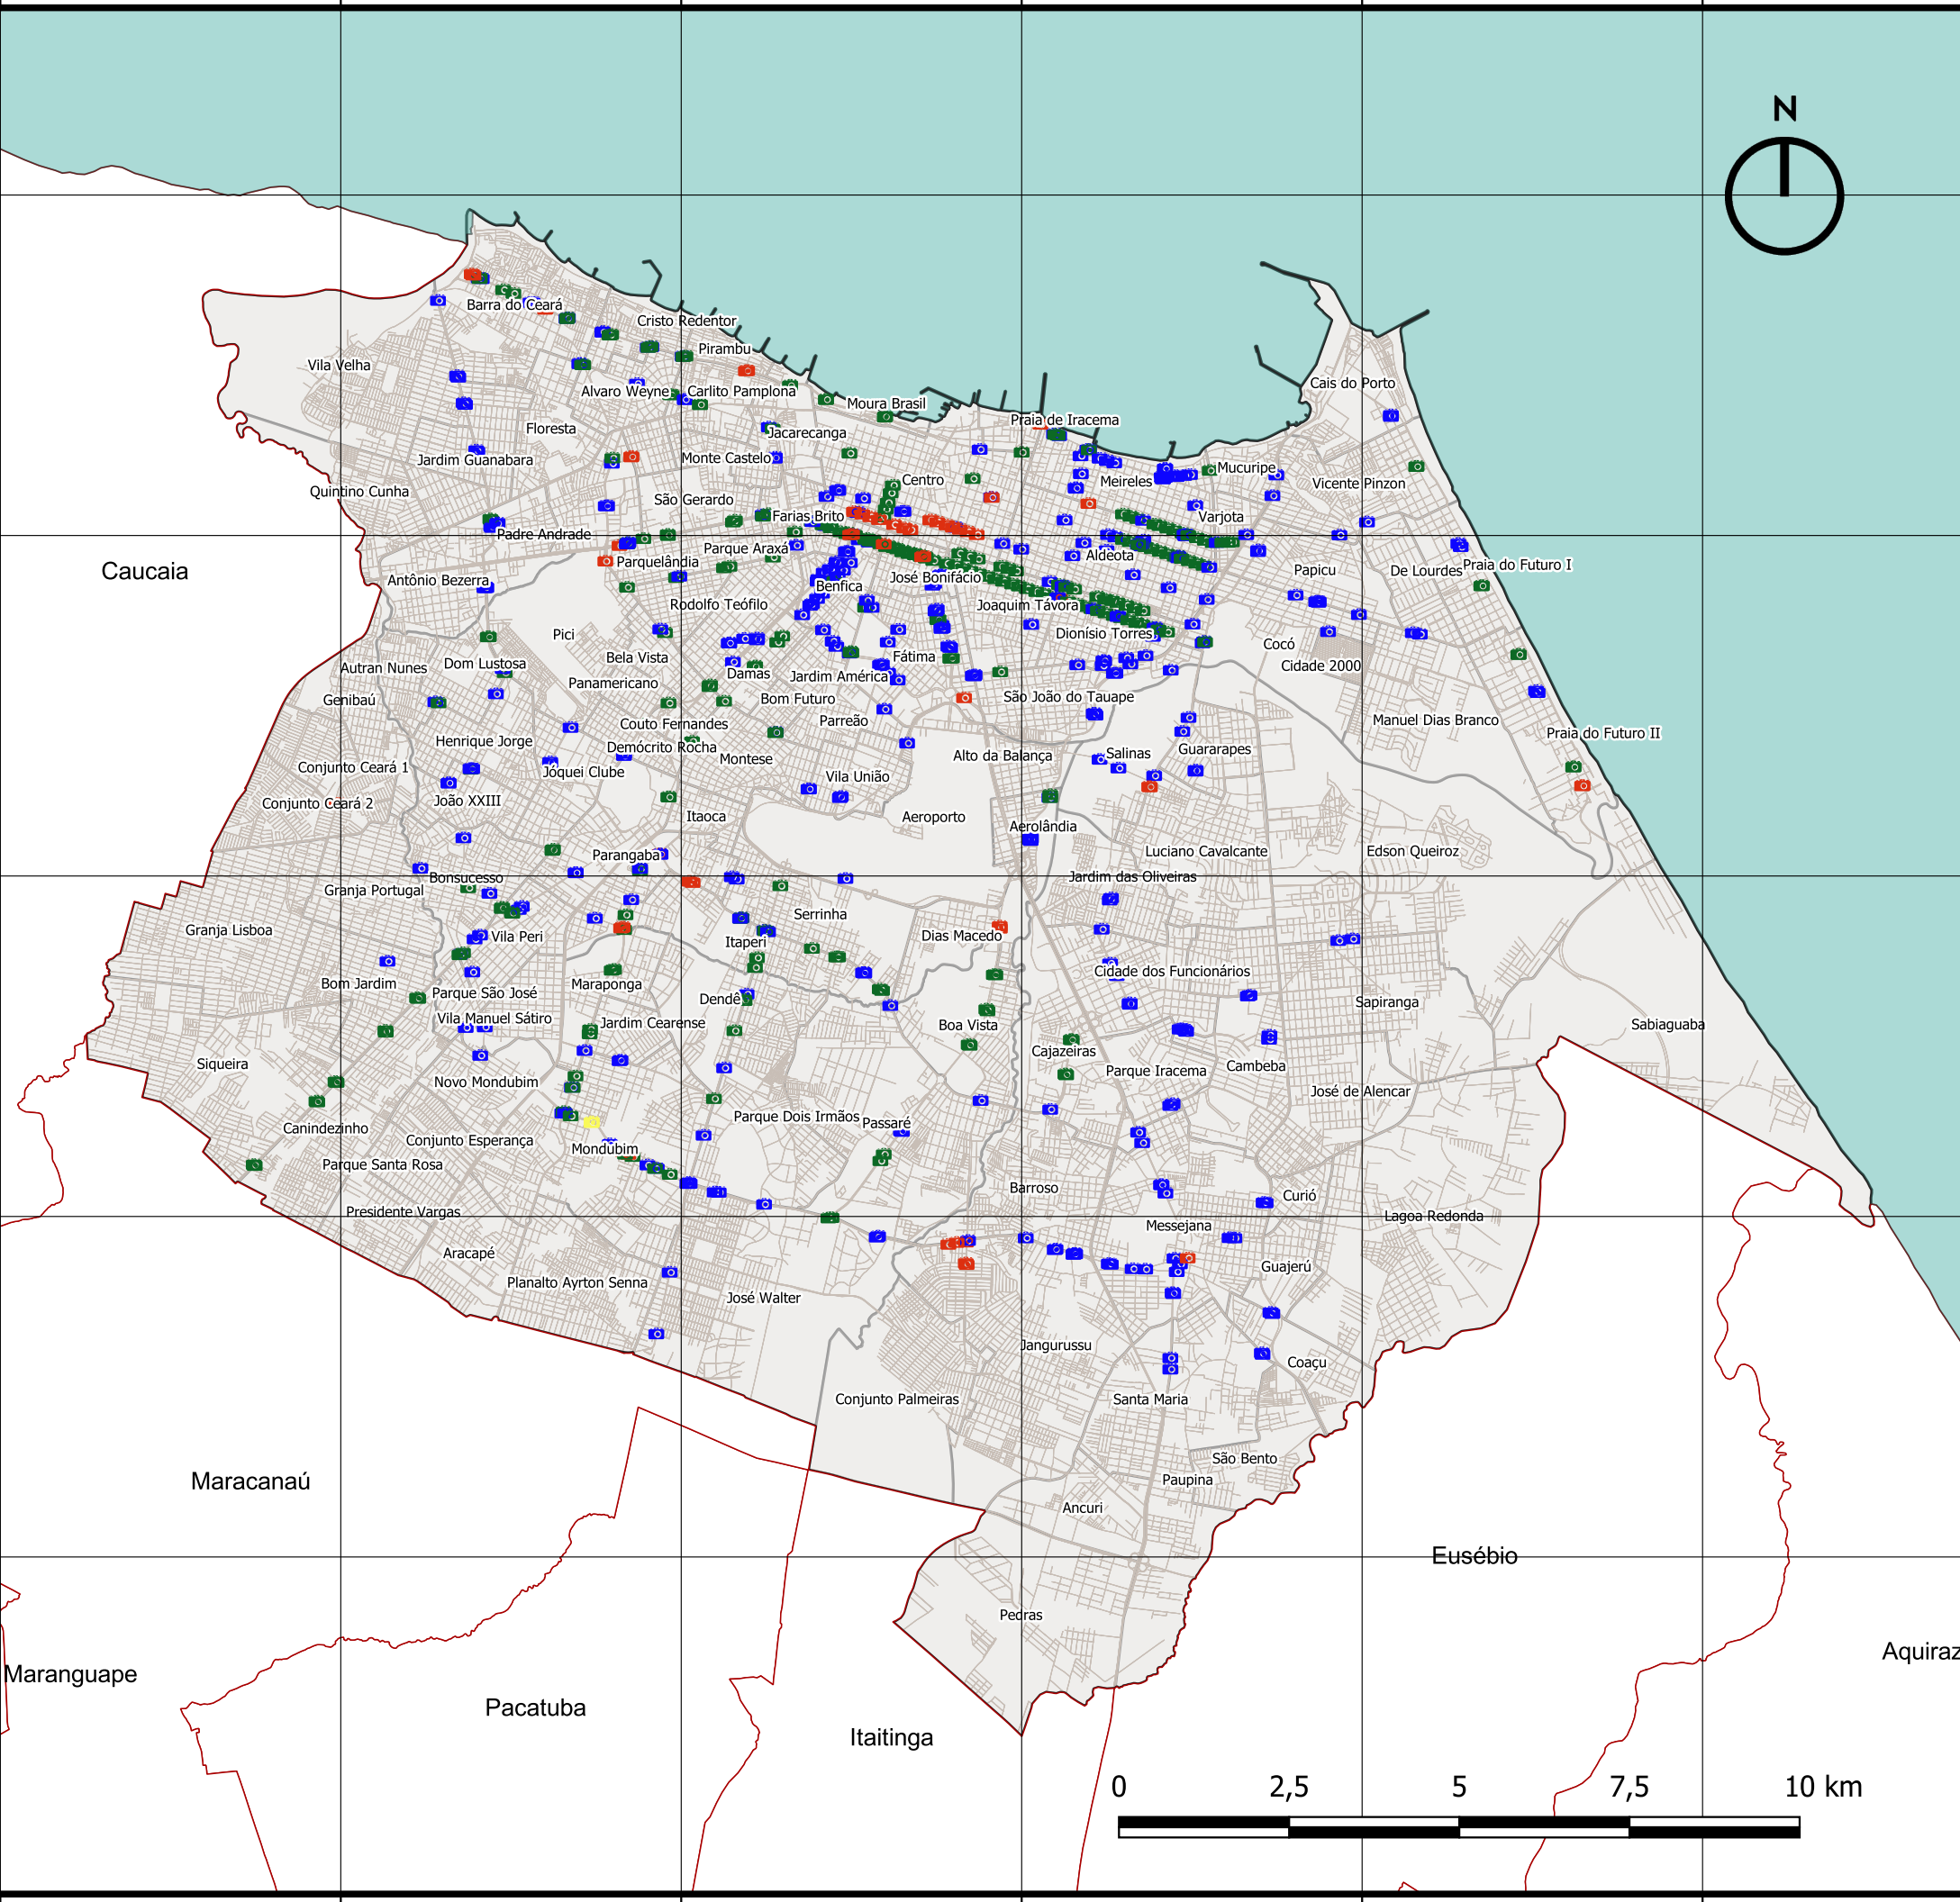 N
Barra do Ceará
Cristo Redentor
Pirambu
Vila Velha
Cais do Porto
Alvaro Weyne
Carlito Pamplona
Moura Brasil
Praia de Iracema
Floresta
Jacarecanga
Jardim Guanabara
Monte Castelo
Mucuripe
Centro
Meireles
Vicente Pinzon
Quintino Cunha
São Gerardo
Farias Brito
Varjota
Padre Andrade
Parque Araxá
Aldeota
Parquelândia
Caucaia
Antônio Bezerra
Benfica
José Bonifácio
Papicu
De Lourdes
Praia do Futuro I
Rodolfo Teófilo
Joaquim Távora
Pici
Dionísio Torres
Cocó
Autran Nunes
Dom Lustosa
Bela Vista
Damas
Fátima
Jardim América
Cidade 2000
Genibaú
Panamericano
Bom Futuro
São João do Tauape
Couto Fernandes
Parreão
Manuel Dias Branco
Praia do Futuro II
Henrique Jorge
Demócrito Rocha
Montese
Alto da Balança
Salinas
Guararapes
Conjunto Ceará 1
Jóquei Clube
Vila União
Conjunto Ceará 2
João XXIII
Itaoca
Aeroporto
Aerolândia
Parangaba
Luciano Cavalcante
Edson Queiroz
Bonsucesso
Granja Portugal
Jardim das Oliveiras
Serrinha
Granja Lisboa
Vila Peri
Itaperi
Dias Macedo
Cidade dos Funcionários
Bom Jardim
Parque São José
Maraponga
Dendê
Sapiranga
Vila Manuel Sátiro
Jardim Cearense
Boa Vista
Sabiaguaba
Cajazeiras
Siqueira
Parque Iracema
Cambeba
Novo Mondubim
José de Alencar
Parque Dois Irmãos
Passaré
Canindezinho
Conjunto Esperança
Mondubim
Parque Santa Rosa
Barroso
Curió
Presidente Vargas
Messejana
Lagoa Redonda
Aracapé
Guajerú
Planalto Ayrton Senna
José Walter
Jangurussu
Coaçu
Conjunto Palmeiras
Santa Maria
São Bento
Maracanaú
Paupina
Ancuri
Eusébio
Pedras
Aquiraz
Maranguape
Pacatuba
Itaitinga
0 2,5 5 7,5 10 km